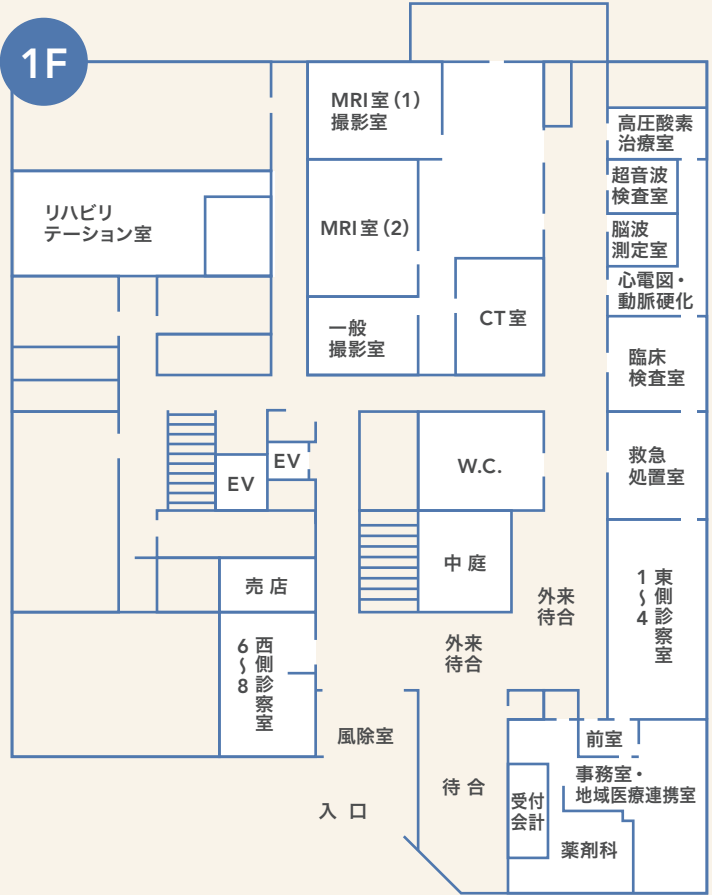 1F
MRI室(1)
撮影室
高圧酸素
治療室
超音波
検査室
リハビリ
テーション室
MRI室(2)
脳波
測定室
心電図・
動脈硬化
CT室
一般
撮影室
臨床
検査室
EV
EV
W.C.
救急
処置室
中庭
売店
東側診察室
1〜4
外来
待合
外来
待合
西側診察室
6〜8
風除室
前室
事務室・
地域医療連携室
待合
受付
会計
入口
薬剤科